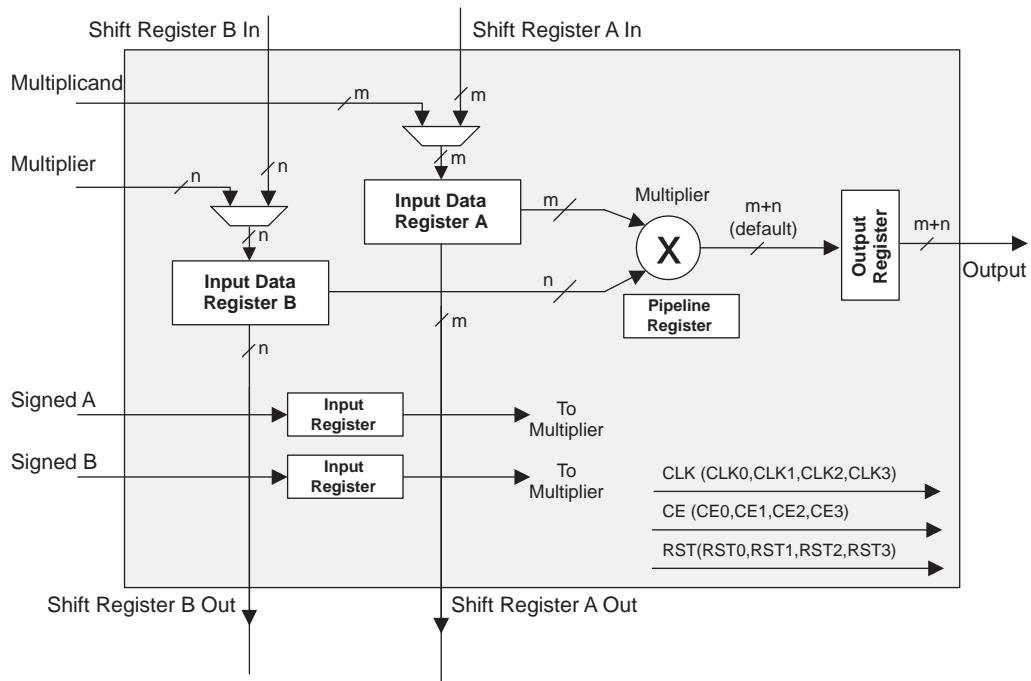 Shift Register B In
Shift Register A In
Multiplicand
m
m
Multiplier
n
n
m
Input Data
Register A
m
Multiplier
X
m+n
(default)
Output
Register
m+n
Output
n
Input Data
Register B
n
Pipeline
Register
m
n
Signed A
Input
Register
To
Multiplier
Signed B
Input
Register
To
Multiplier
CLK (CLK0,CLK1,CLK2,CLK3)
CE (CE0,CE1,CE2,CE3)
RST(RST0,RST1,RST2,RST3)
Shift Register B Out
Shift Register A Out